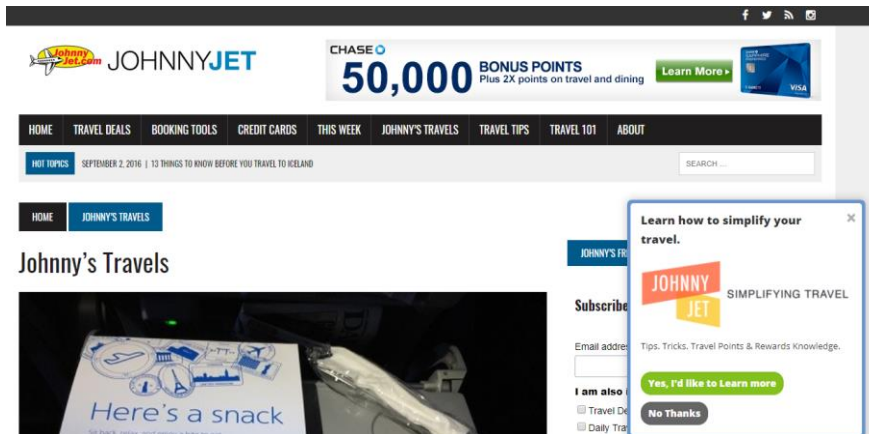 Johnny
Jet.com
JOHNNYJET
CHASE
50,000
BONUS POINTS
Plus 2X points on travel and dining
Learn More
VISA
HOME TRAVEL DEALS BOOKING TOOLS CREDIT CARDS THIS WEEK JOHNNY'S TRAVELS TRAVEL TIPS TRAVEL 101 ABOUT
HOT TOPICS SEPTEMBER 2, 2016 | 13 THINGS TO KNOW BEFORE YOU TRAVEL TO ICELAND
SEARCH ...
HOME JOHNNY'S TRAVELS
Johnny's Travels
Here's a snack
JOHNNY'S FR
Subscribe
Email addres
I am also i
Travel De
Daily Tra
Learn how to simplify your
travel.
×
JOHNNY
JET
SIMPLIFYING TRAVEL
Tips. Tricks. Travel Points & Rewards Knowledge.
Yes, I'd like to Learn more
No Thanks